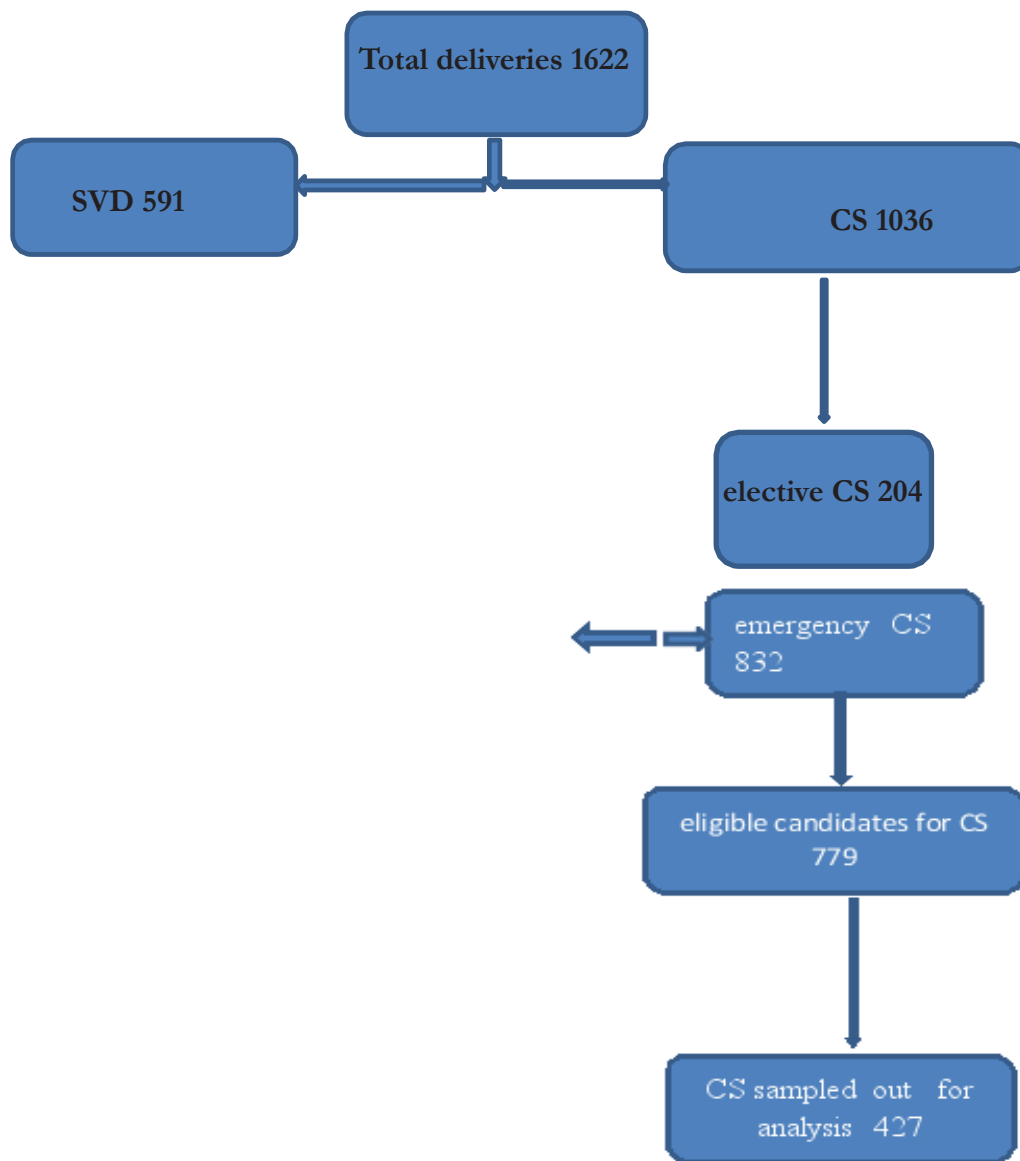 Total deliveries 1622
SVD 591
CS 1036
elective CS 204
emergency CS
832
eligible candidates for CS
779
CS sampled out for
analysis 427